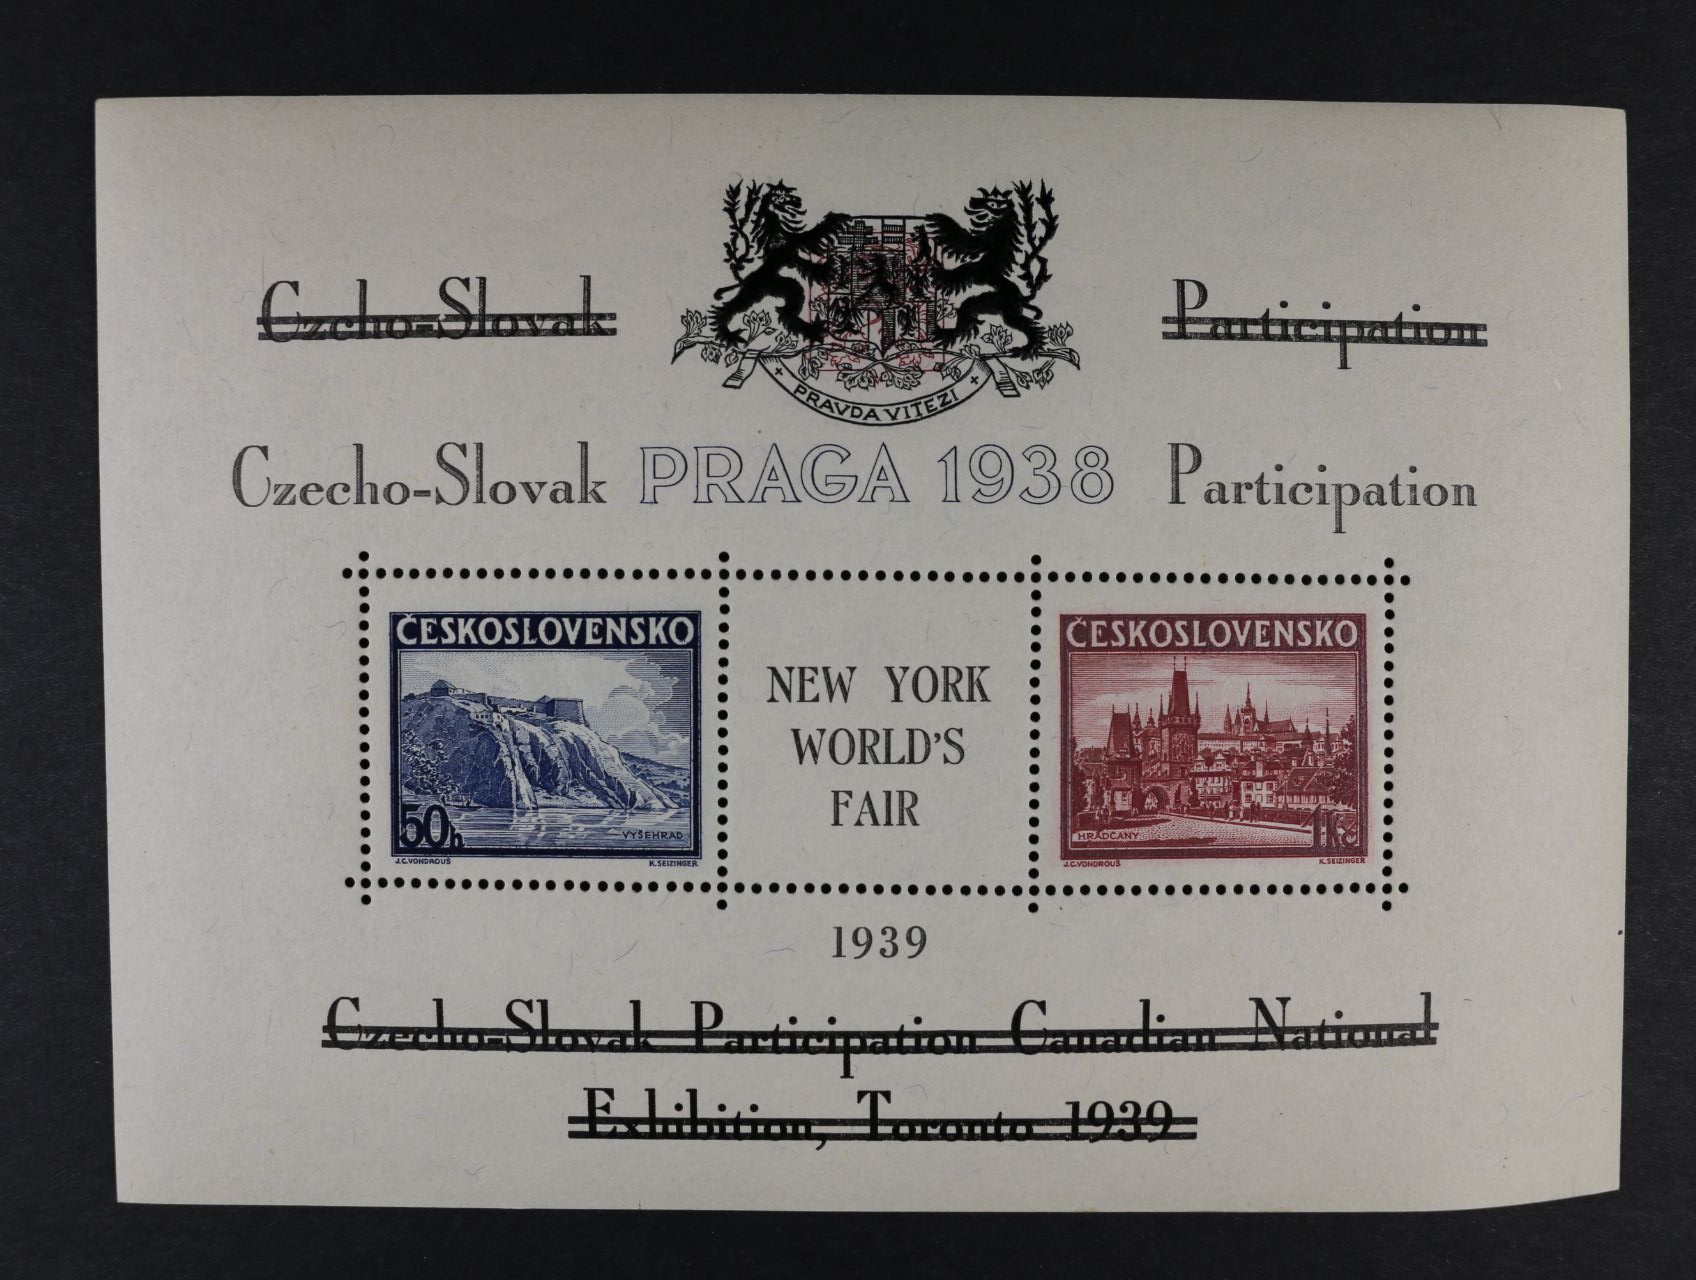 Czecho-Slovak Participation
PRAVDA VÍTĚZÍ
Czecho-Slovak PRAGA 1938 Participation
ČESKOSLOVENSKO
50h
VYŠEHRAD
J.C.VONDROUŠ K.SEIZINGER
NEW YORK
WORLD'S
FAIR
ČESKOSLOVENSKO
HRADČANY
1Kč
J.C.VONDROUŠ K.SEIZINGER
1939
Czecho-Slovak Participation Canadian National
Exhibition, Toronto 1939